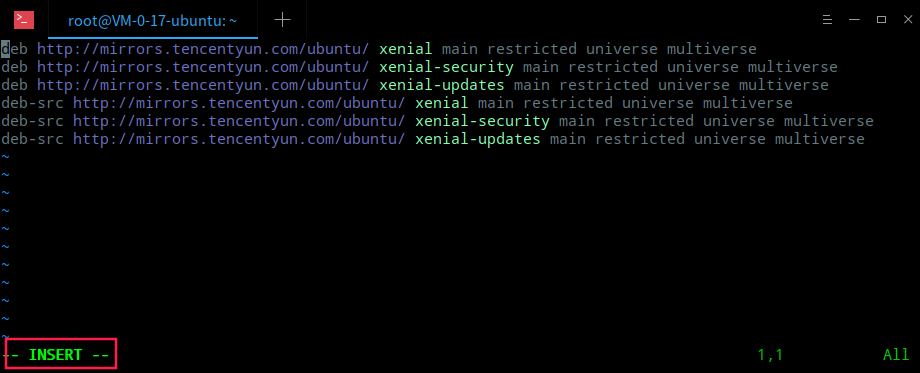 root@VM-0-17-ubuntu: ~
deb http://mirrors.tencentyun.com/ubuntu/ xenial main restricted universe multiverse
deb http://mirrors.tencentyun.com/ubuntu/ xenial-security main restricted universe multiverse
deb http://mirrors.tencentyun.com/ubuntu/ xenial-updates main restricted universe multiverse
deb-src http://mirrors.tencentyun.com/ubuntu/ xenial main restricted universe multiverse
deb-src http://mirrors.tencentyun.com/ubuntu/ xenial-security main restricted universe multiverse
deb-src http://mirrors.tencentyun.com/ubuntu/ xenial-updates main restricted universe multiverse
~
~
~
~
~
~
~
~
~
~
~
-- INSERT -- 1,1 All